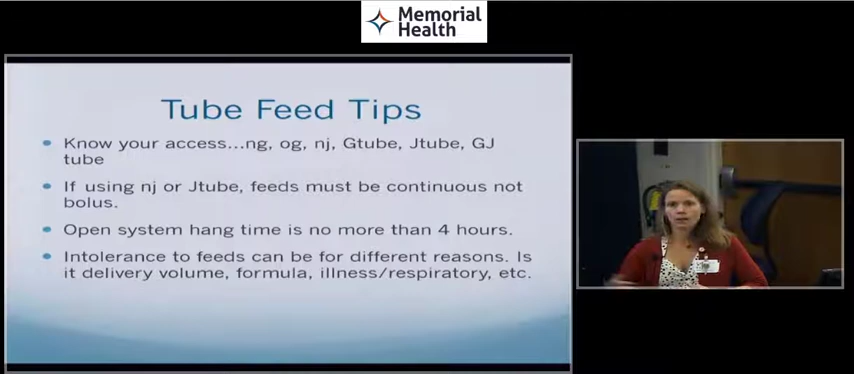 Memorial
Health
Tube Feed Tips
Know your access...ng, og, nj, Gtube, Jtube, GJ
tube
If using nj or Jtube, feeds must be continuous not
bolus.
Open system hang time is no more than 4 hours.
Intolerance to feeds can be for different reasons. Is
it delivery volume, formula, illness/respiratory, etc.